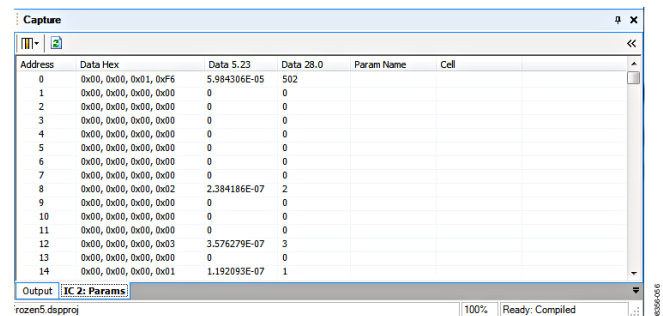 Capture
Address Data Hex Data 5.23 Data 28.0 Param Name Cell
0 0x00, 0x00, 0x01, 0xF6 5.984306E-05 502
1 0x00, 0x00, 0x00, 0x00 0 0
2 0x00, 0x00, 0x00, 0x00 0 0
3 0x00, 0x00, 0x00, 0x00 0 0
4 0x00, 0x00, 0x00, 0x00 0 0
5 0x00, 0x00, 0x00, 0x00 0 0
6 0x00, 0x00, 0x00, 0x00 0 0
7 0x00, 0x00, 0x00, 0x00 0 0
8 0x00, 0x00, 0x00, 0x02 2.384186E-07 2
9 0x00, 0x00, 0x00, 0x00 0 0
10 0x00, 0x00, 0x00, 0x00 0 0
11 0x00, 0x00, 0x00, 0x00 0 0
12 0x00, 0x00, 0x00, 0x03 3.576279E-07 3
13 0x00, 0x00, 0x00, 0x00 0 0
14 0x00, 0x00, 0x00, 0x01 1.192093E-07 1
Output IC 2: Params
rozen5.dspproj 100% Ready: Compiled